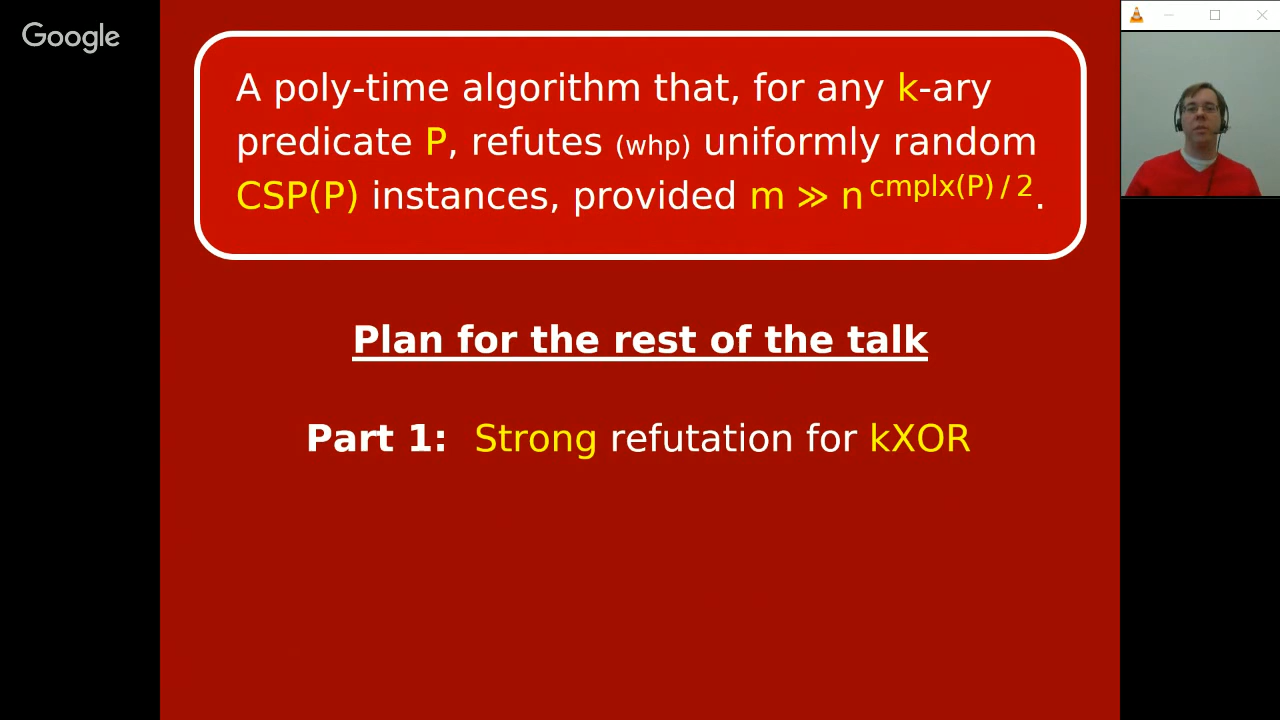 Google
A poly-time algorithm that, for any k-ary
predicate P, refutes (whp) uniformly random
CSP(P) instances, provided m ≫ n^cmplx(P) / 2.
Plan for the rest of the talk
Part 1: Strong refutation for kXOR